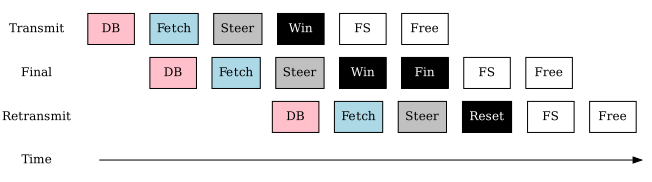 Transmit DB Fetch Steer Win FS Free
Final DB Fetch Steer Win Fin FS Free
Retransmit DB Fetch Steer Reset FS Free
Time